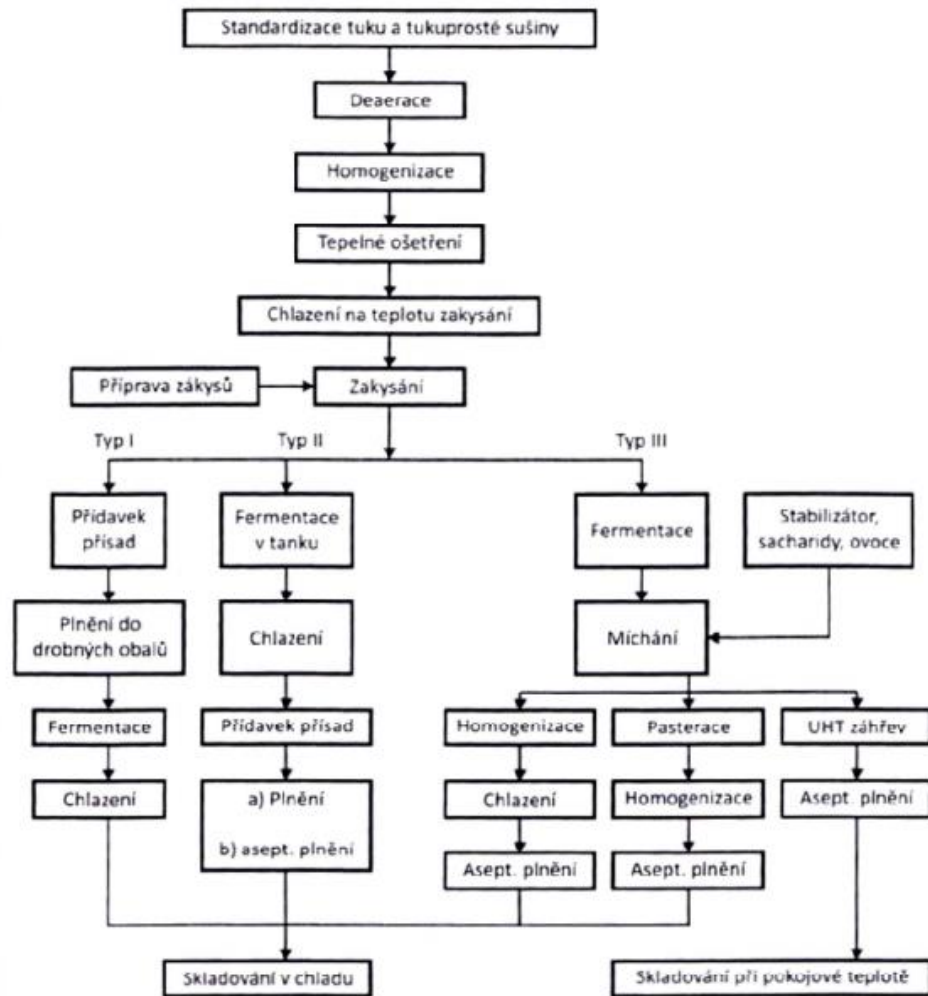 Standardizace tuku a tukuprosté sušiny
Deaerace
Homogenizace
Tepelné ošetření
Chlazení na teplotu zakysání
Příprava zákysů
Zakysání
Typ I
Typ II
Typ III
Přídavek
přísad
Fermentace
v tanku
Fermentace
Stabilizátor,
sacharidy, ovoce
Plnění do
drobných obalů
Chlazení
Míchání
Fermentace
Přídavek přísad
Homogenizace
Pasterace
UHT záhřev
Chlazení
a) Plnění
b) asept. plnění
Chlazení
Homogenizace
Asept. plnění
Asept. plnění
Asept. plnění
Skladování v chladu
Skladování při pokojové teplotě